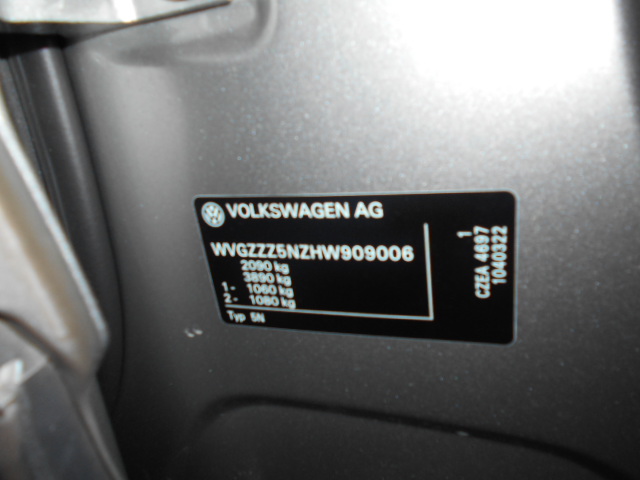 VOLKSWAGEN AG
WVGZZZ5NZHW909006
2090 kg
3890 kg
1- 1060 kg
2- 1080 kg
Typ 5N
CZEA 4697 1
1040322